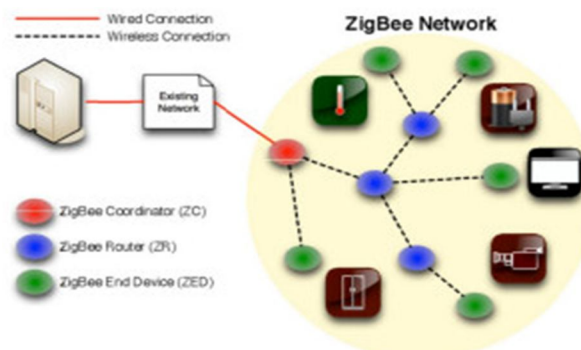 Wired Connection
Wireless Connection
ZigBee Network
Existing
Network
ZigBee Coordinator (ZC)
ZigBee Router (ZR)
ZigBee End Device (ZED)